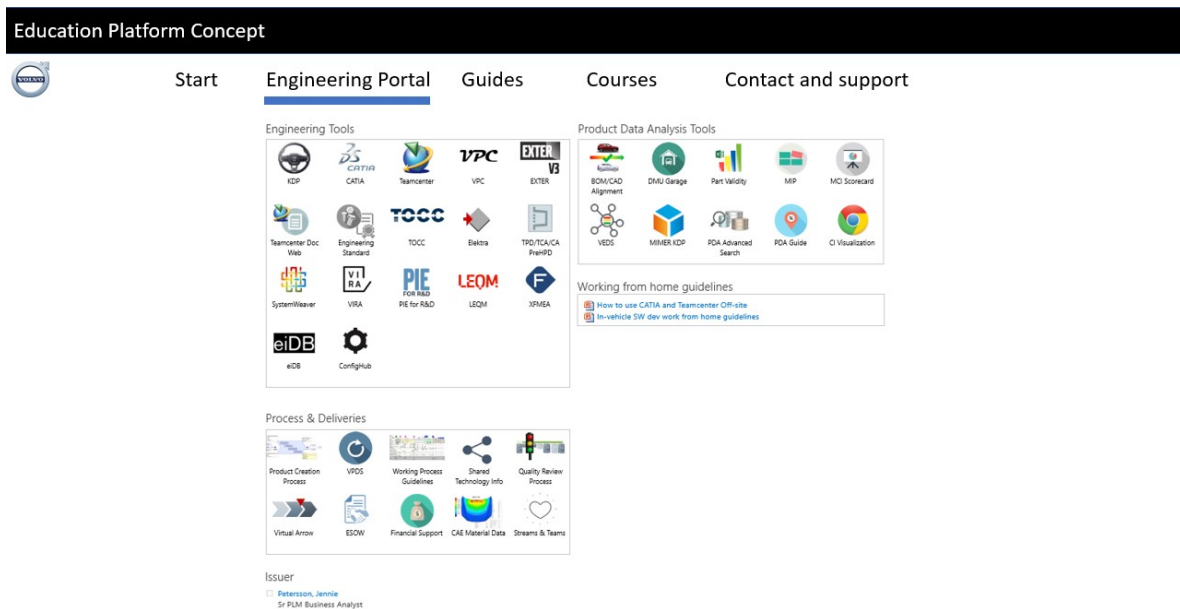 Education Platform Concept
VOLVO
Start
Engineering Portal
Guides
Courses
Contact and support
Engineering Tools
KDP
CATIA
CATIA
Teamcenter
VPC
VPC
EXTER
V3
EXTER
Teamcenter Doc
Web
Engineering
Standard
TOCC
TOCC
Elektra
TPD/TCA/CA
PreHPD
SystemWeaver
VI
RA/
VIRA
PIE
FOR R&D
PIE for R&D
LEQM
LEQM
F
XFMEA
eiDB
eiDB
ConfigHub
Product Data Analysis Tools
BOM/CAD
Alignment
DMU Garage
Part Validity
MIP
MCI Scorecard
VEDS
MIMER KDP
PDA Advanced
Search
PDA Guide
CI Visualization
Working from home guidelines
How to use CATIA and Teamcenter Off-site
In-vehicle SW dev work from home guidelines
Process & Deliveries
Product Creation
Process
VPDS
Working Process
Guidelines
Shared
Technology Info
Quality Review
Process
Virtual Arrow
ESOW
Financial Support
CAE Material Data
Streams & Teams
Issuer
Petersson, Jennie
Sr PLM Business Analyst